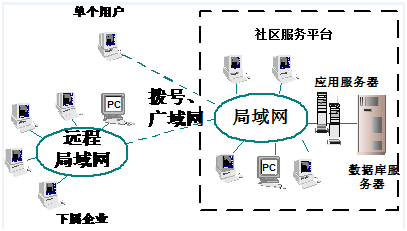 单个用户
社区服务平台
应用服务器
拨号、
广域网
局域网
PC
远程
局域网
PC
数据库服
务器
下属企业